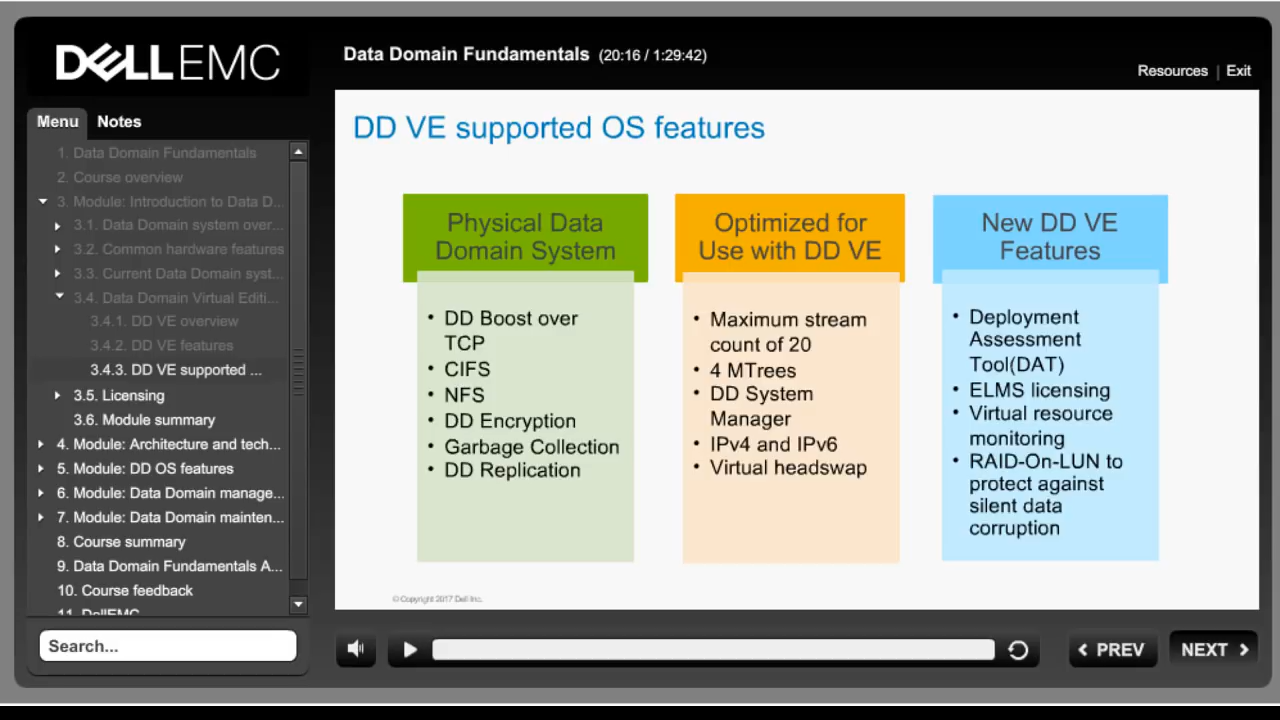 DELL EMC
Data Domain Fundamentals (20:16 / 1:29:42)
Resources | Exit
Menu Notes
1. Data Domain Fundamentals
2. Course overview
3. Module: Introduction to Data D...
3.1. Data Domain system over...
3.2. Common hardware features
3.3. Current Data Domain syst...
3.4. Data Domain Virtual Editi...
3.4.1. DD VE overview
3.4.2. DD VE features
3.4.3. DD VE supported ...
3.5. Licensing
3.6. Module summary
4. Module: Architecture and tech...
5. Module: DD OS features
6. Module: Data Domain manage...
7. Module: Data Domain mainten...
8. Course summary
9. Data Domain Fundamentals A...
10. Course feedback
11. DellEMC
Search...
DD VE supported OS features
Physical Data
Domain System
• DD Boost over
TCP
• CIFS
• NFS
• DD Encryption
• Garbage Collection
• DD Replication
Optimized for
Use with DD VE
• Maximum stream
count of 20
• 4 MTrees
• DD System
Manager
• IPv4 and IPv6
• Virtual headswap
New DD VE
Features
• Deployment
Assessment
Tool(DAT)
• ELMS licensing
• Virtual resource
monitoring
• RAID-On-LUN to
protect against
silent data
corruption
© Copyright 2017 Dell Inc.
PREV
NEXT